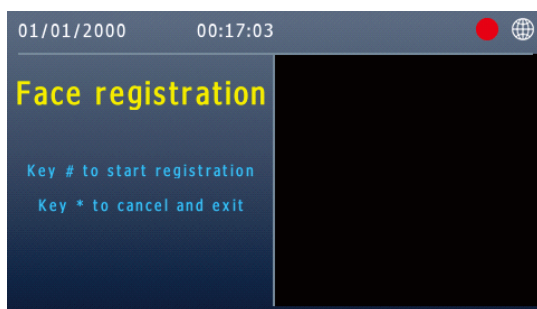 01/01/2000 00:17:03
Face registration
Key # to start registration
Key * to cancel and exit